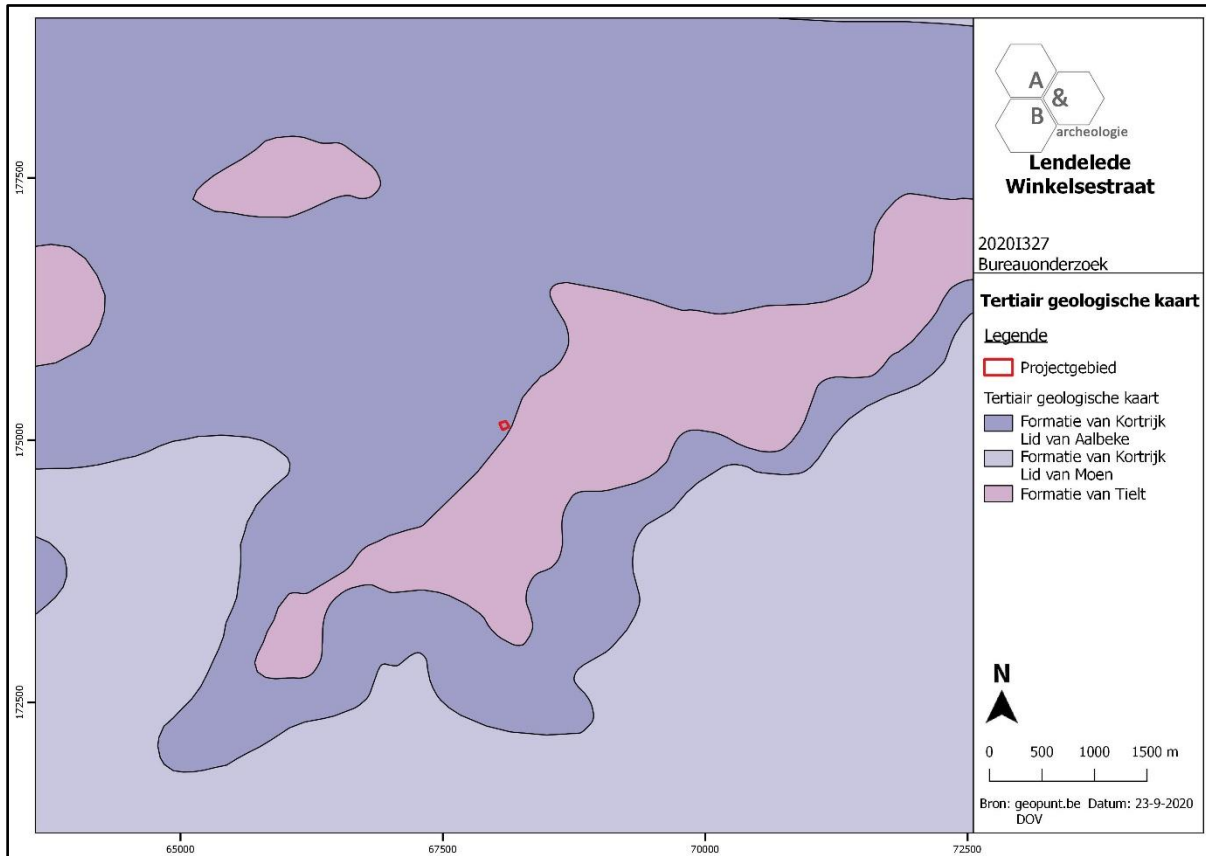 177500
175000
172500
65000
67500
70000
72500
A
&
B
archeologie
Lendelede
Winkelsestraat
2020I327
Bureauonderzoek
Tertiair geologische kaart
Legende
Projectgebied
Tertiair geologische kaart
Formatie van Kortrijk
Lid van Aalbeke
Formatie van Kortrijk
Lid van Moen
Formatie van Tielt
N
0 500 1000 1500 m
Bron: geopunt.be Datum: 23-9-2020
DOV